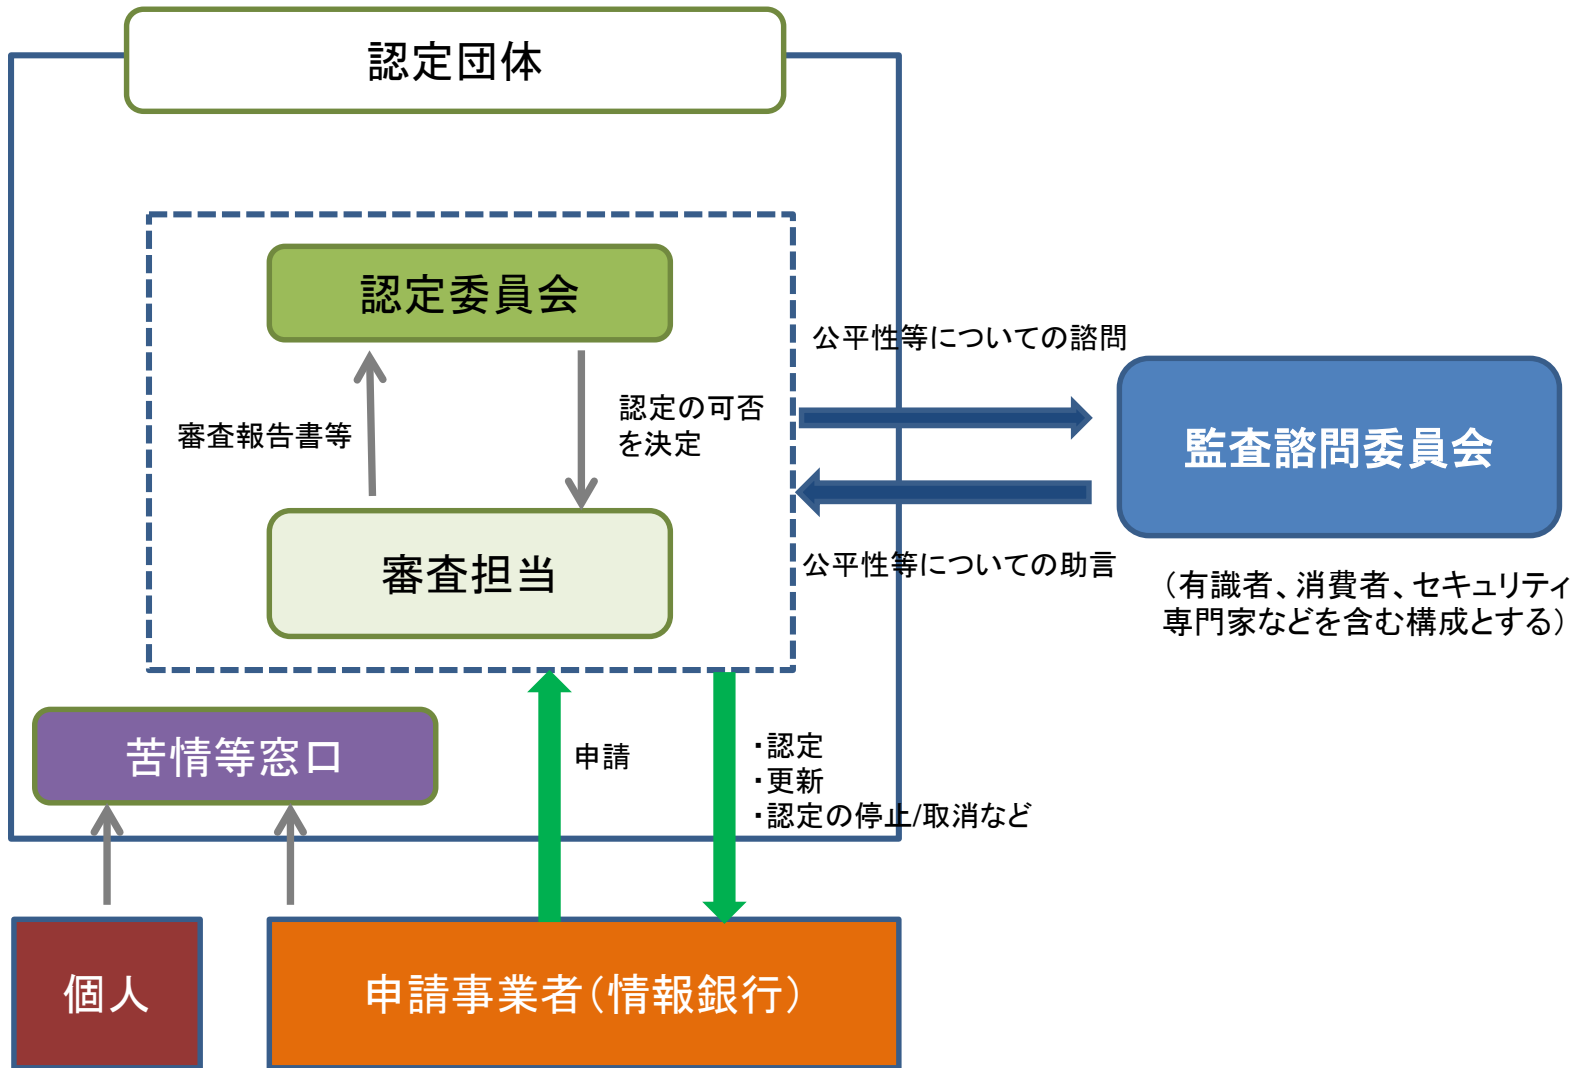 認定団体
認定委員会
公平性等についての諮問
審査報告書等
認定の可否
を決定
監査諮問委員会
審査担当
公平性等についての助言
（有識者、消費者、セキュリティ
専門家などを含む構成とする）
苦情等窓口
申請
・認定
・更新
・認定の停止/取消など
個人
申請事業者（情報銀行）